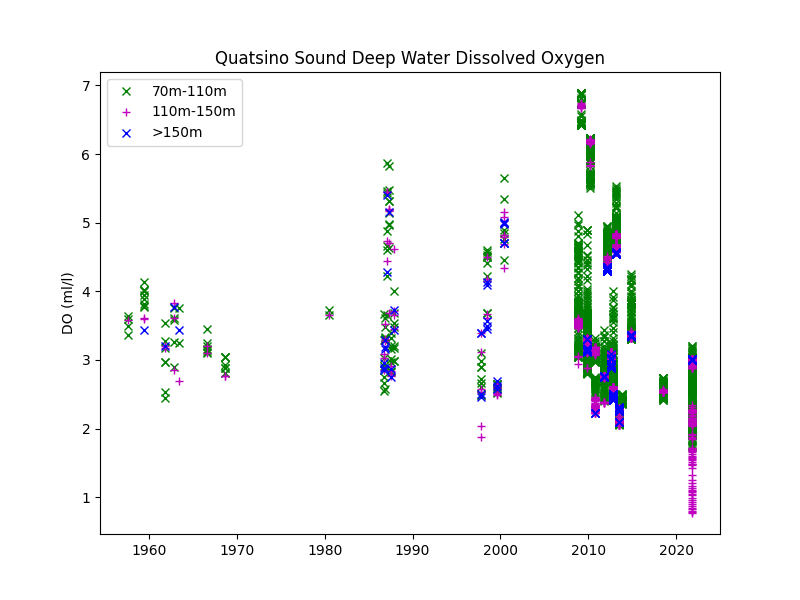 Quatsino Sound Deep Water Dissolved Oxygen
70m-110m
110m-150m
>150m
DO (ml/l)
7
6
5
4
3
2
1
1960 1970 1980 1990 2000 2010 2020